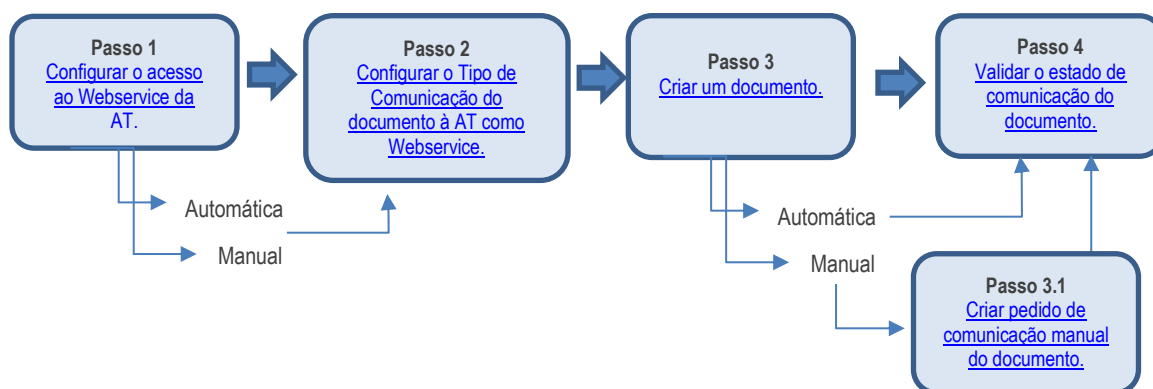 Passo 1
Configurar o acesso
ao Webservice da
AT.
Passo 2
Configurar o Tipo de
Comunicação do
documento à AT como
Webservice.
Passo 3
Criar um documento.
Passo 4
Validar o estado de
comunicação do
documento.
Automática
Manual
Automática
Manual
Passo 3.1
Criar pedido de
comunicação manual
do documento.